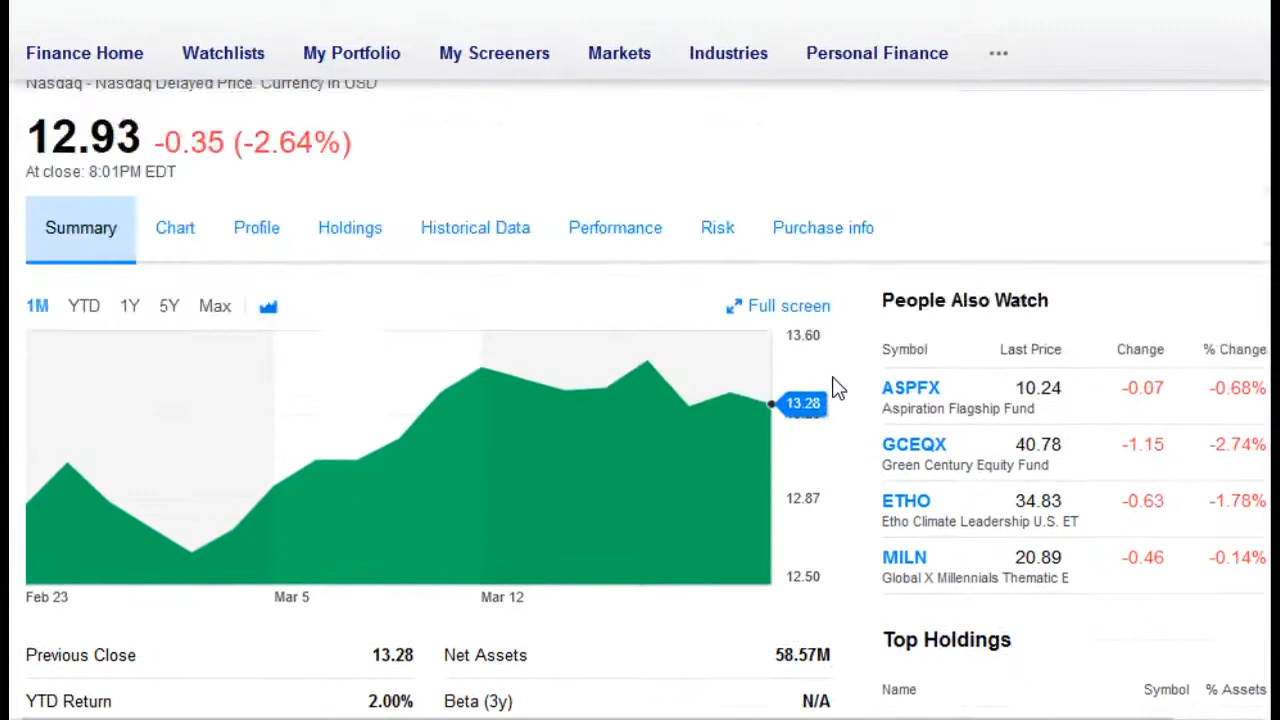 Finance Home Watchlists My Portfolio My Screeners Markets Industries Personal Finance •••
Nasdaq - Nasdaq Delayed Price. Currency in USD
12.93 -0.35 (-2.64%)
At close: 8:01PM EDT
Summary Chart Profile Holdings Historical Data Performance Risk Purchase info
1M YTD 1Y 5Y Max Full screen
13.60
13.28
12.87
12.50
Feb 23 Mar 5 Mar 12
Previous Close 13.28 Net Assets 58.57M
YTD Return 2.00% Beta (3y) N/A
People Also Watch
Symbol Last Price Change % Change
ASPFX 10.24 -0.07 -0.68%
Aspiration Flagship Fund
GCEQX 40.78 -1.15 -2.74%
Green Century Equity Fund
ETHO 34.83 -0.63 -1.78%
Etho Climate Leadership U.S. ET
MILN 20.89 -0.46 -0.14%
Global X Millennials Thematic E
Top Holdings
Name Symbol % Assets